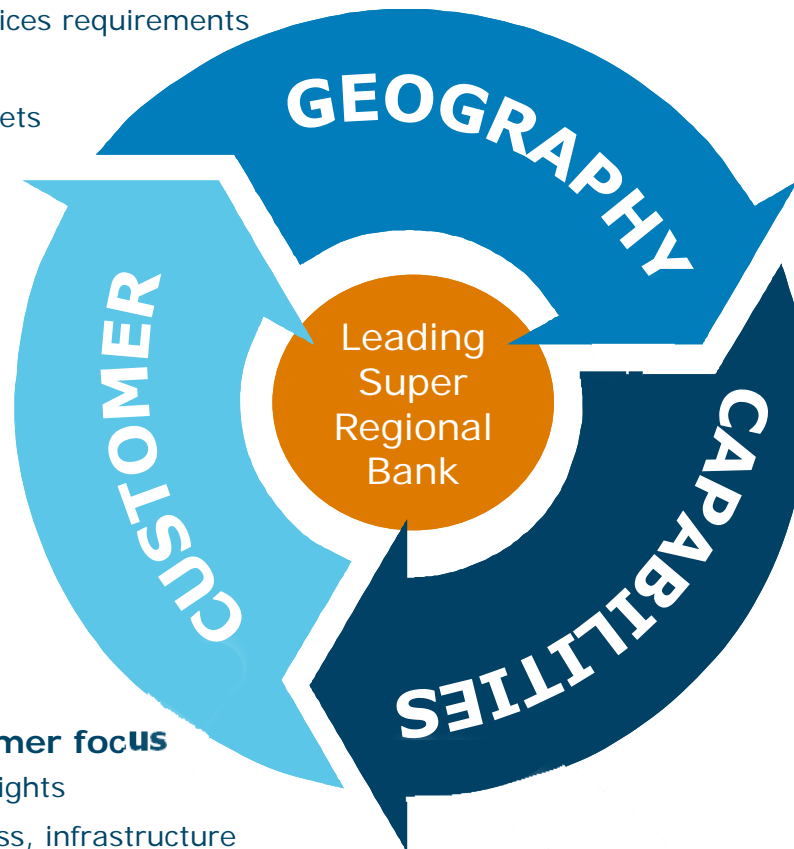 ices requirements
ets
GEOGRAPHY
CUSTOMER
Leading
Super
Regional
Bank
CAPABILITIES
mer focus
ights
ss, infrastructure